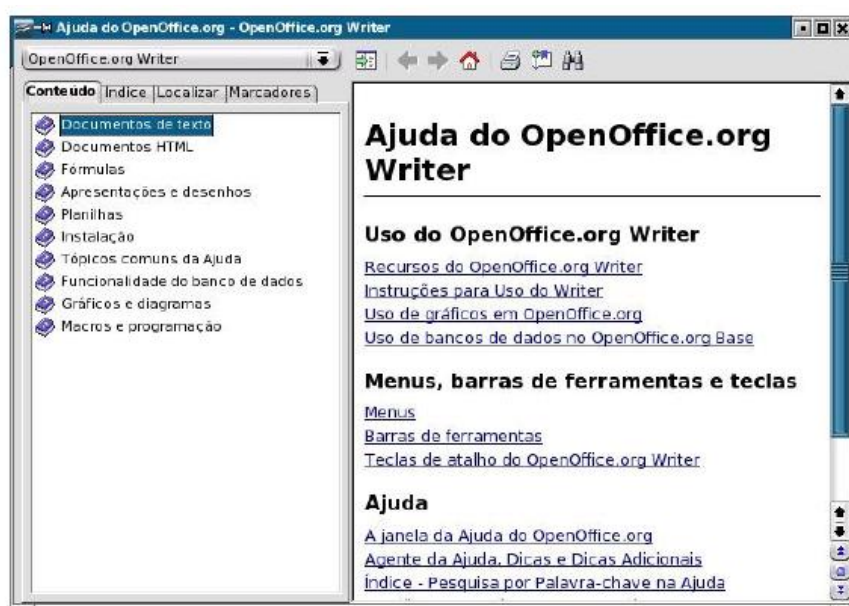 Ajuda do OpenOffice.org - OpenOffice.org Writer
OpenOffice.org Writer
Conteúdo Indice Localizar Marcadores
Documentos de texto
Documentos HTML
Fórmulas
Apresentações e desenhos
Planilhas
Instalação
Tópicos comuns da Ajuda
Funcionalidade do banco de dados
Gráficos e diagramas
Macros e programação
Ajuda do OpenOffice.org
Writer
Uso do OpenOffice.org Writer
Recursos do OpenOffice.org Writer
Instruções para Uso do Writer
Uso de gráficos em OpenOffice.org
Uso de bancos de dados no OpenOffice.org Base
Menus, barras de ferramentas e teclas
Menus
Barras de ferramentas
Teclas de atalho do OpenOffice.org Writer
Ajuda
A janela da Ajuda do OpenOffice.org
Agente da Ajuda, Dicas e Dicas Adicionais
Índice - Pesquisa por Palavra-chave na Ajuda